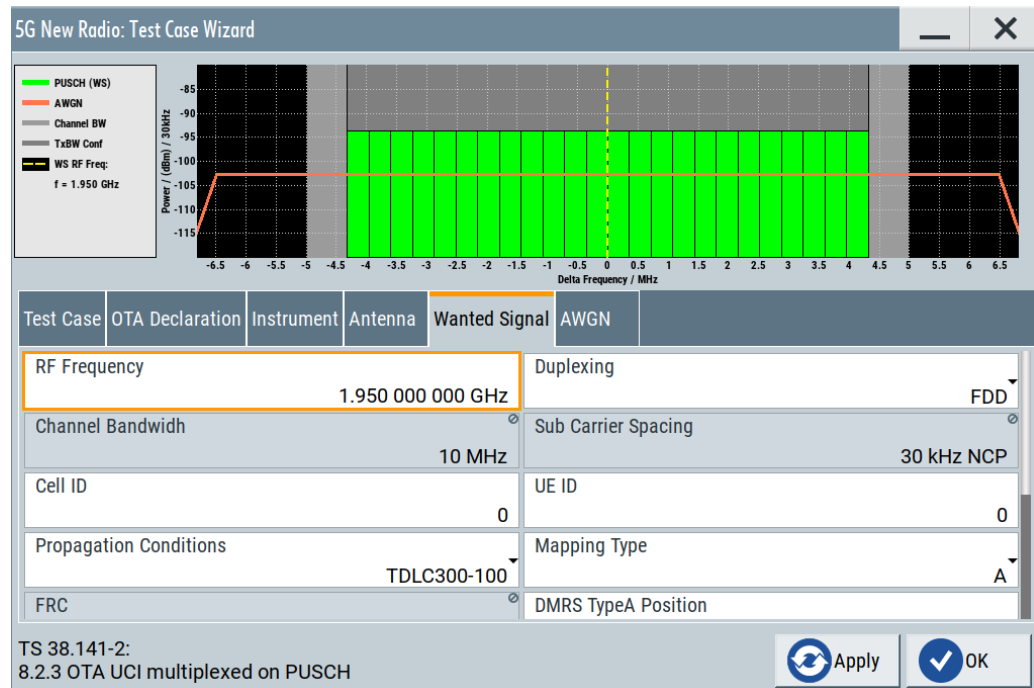 5G New Radio: Test Case Wizard
PUSCH (WS)
AWGN
Channel BW
TxBW Conf
WS RF Freq:
f = 1.950 GHz
Power / (dBm) / 30kHz
-85
-90
-95
-100
-105
-110
-115
-6.5 -6 -5.5 -5 -4.5 -4 -3.5 -3 -2.5 -2 -1.5 -1 -0.5 0 0.5 1 1.5 2 2.5 3 3.5 4 4.5 5 5.5 6 6.5
Delta Frequency / MHz
Test Case OTA Declaration Instrument Antenna Wanted Signal AWGN
RF Frequency
1.950 000 000 GHz
Duplexing
FDD
Channel Bandwidh
10 MHz
Sub Carrier Spacing
30 kHz NCP
Cell ID
0
UE ID
0
Propagation Conditions
TDLC300-100
Mapping Type
A
FRC
DMRS TypeA Position
TS 38.141-2:
8.2.3 OTA UCI multiplexed on PUSCH
Apply
OK